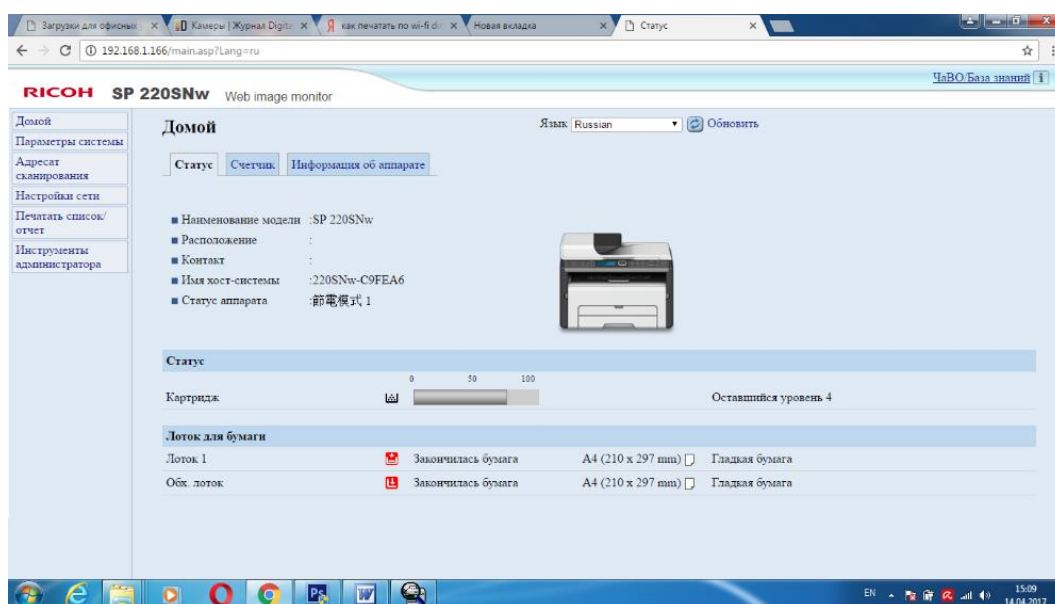 Загрузки для офисных
Камеры | Журнал Digit
как печатать по wi-fi di
Новая вкладка
Статус
192.168.1.166/main.asp?Lang=ru
ЧаВО/База знаний
RICOH SP 220SNw Web image monitor
Домой
Параметры системы
Адресат
сканирования
Настройки сети
Печатать список/
отчет
Инструменты
администратора
Домой
Язык Russian Обновить
Статус Счетчик Информация об аппарате
Наименование модели :SP 220SNw
Расположение :
Контакт :
Имя хост-системы :220SNw-C9FEA6
Статус аппарата :節電模式 1
Статус
0 50 100
Картридж Оставшийся уровень 4
Лоток для бумаги
Лоток 1 Закончилась бумага A4 (210 x 297 mm) Гладкая бумага
Обх. лоток Закончилась бумага A4 (210 x 297 mm) Гладкая бумага
Ps W EN 15:09
14.04.2017